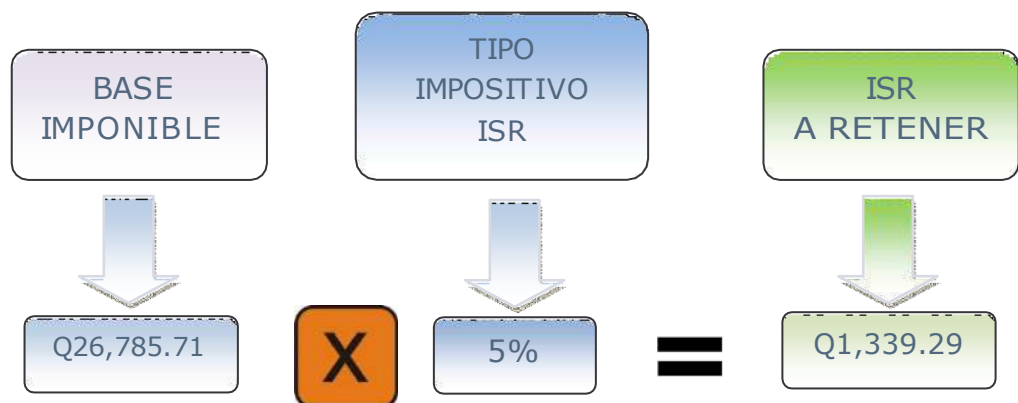 BASE
IMPONIBLE
TIPO
IMPOSITIVO
ISR
ISR
A RETENER
Q26,785.71
X
5%
=
Q1,339.29